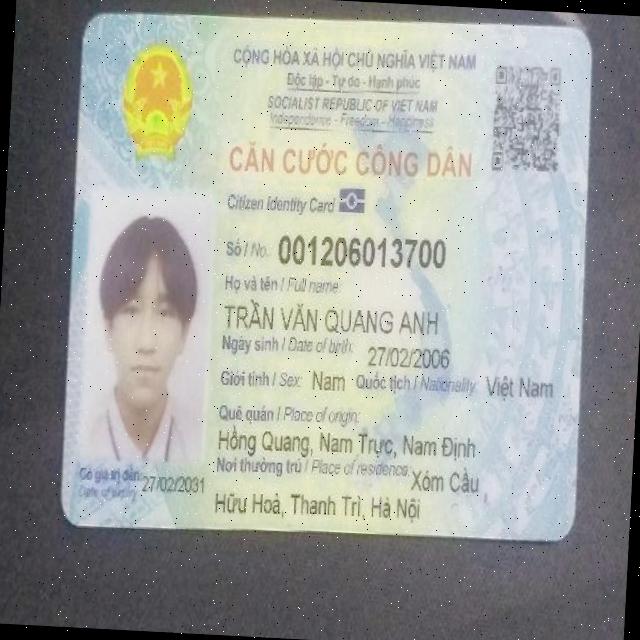 CỘNG HÒA XÃ HỘI CHỦ NGHĨA VIỆT NAM
Độc lập - Tự do - Hạnh phúc
SOCIALIST REPUBLIC OF VIET NAM
Independence - Freedom - Happiness
CĂN CƯỚC CÔNG DÂN
Citizen Identity Card
Số / No. 001206013700
Họ và tên / Full name:
TRẦN VĂN QUANG ANH
Ngày sinh / Date of birth: 27/02/2006
Giới tính / Sex: Nam Quốc tịch / Nationality: Việt Nam
Quê quán / Place of origin:
Hồng Quang, Nam Trực, Nam Định
Nơi thường trú / Place of residence: Xóm Cầu,
Hữu Hoà, Thanh Trì, Hà Nội
Có giá trị đến: 27/02/2031
Date of expiry